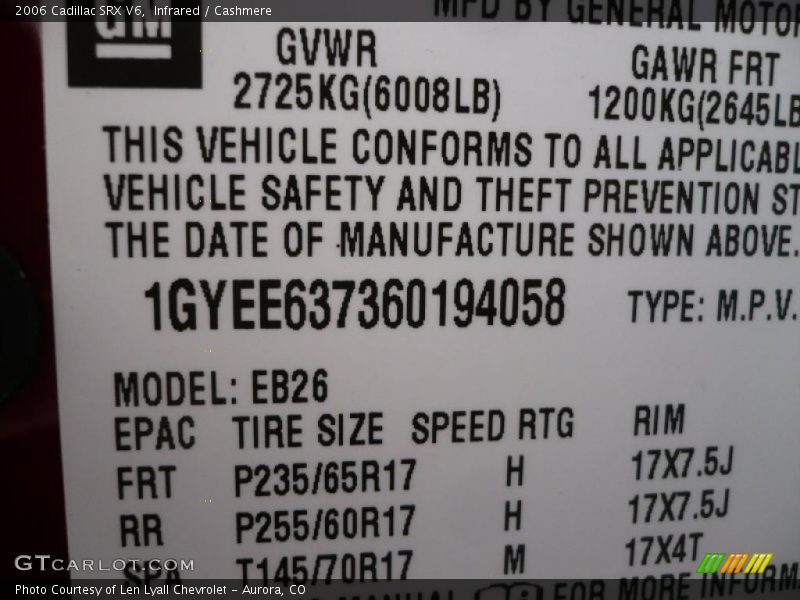 2006 Cadillac SRX V6, Infrared / Cashmere
MFD BY GENERAL MOTOR
GM
GVWR GAWR FRT
2725KG(6008LB) 1200KG(2645LB
THIS VEHICLE CONFORMS TO ALL APPLICABL
VEHICLE SAFETY AND THEFT PREVENTION ST
THE DATE OF MANUFACTURE SHOWN ABOVE.
1GYEE637360194058 TYPE: M.P.V.
MODEL: EB26
EPAC TIRE SIZE SPEED RTG RIM
FRT P235/65R17 H 17X7.5J
RR P255/60R17 H 17X7.5J
SPA T145/70R17 M 17X4T
MANUAL FOR MORE INFORM
GTCARLOT.COM
Photo Courtesy of Len Lyall Chevrolet - Aurora, CO